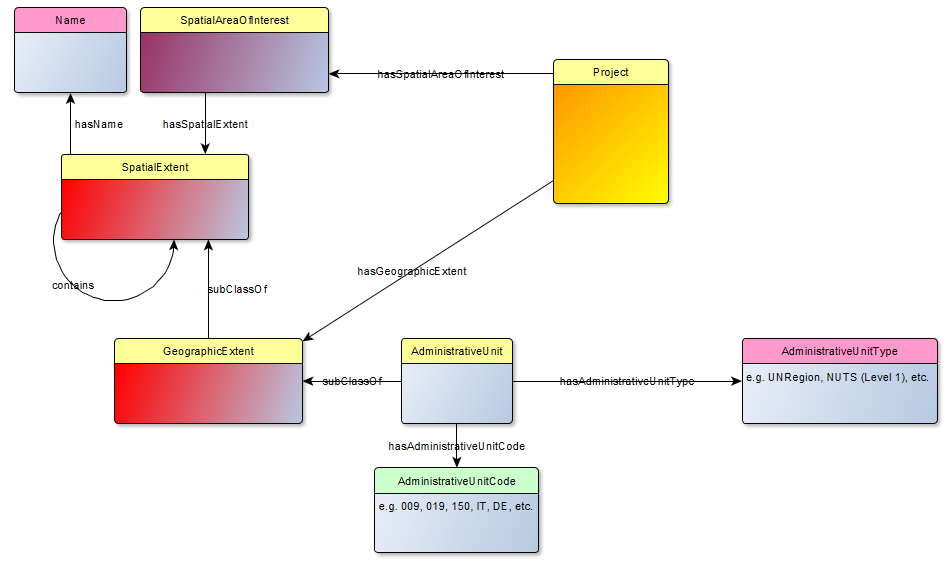 Name
SpatialAreaOfInterest
hasSpatialAreaOfInterest
Project
hasName
hasSpatialExtent
SpatialExtent
contains
subClassOf
hasGeographicExtent
GeographicExtent
AdministrativeUnit
AdministrativeUnitType
e.g. UNRegion, NUTS (Level 1), etc.
subClassOf
hasAdministrativeUnitType
hasAdministrativeUnitCode
AdministrativeUnitCode
e.g. 009, 019, 150, IT, DE, etc.